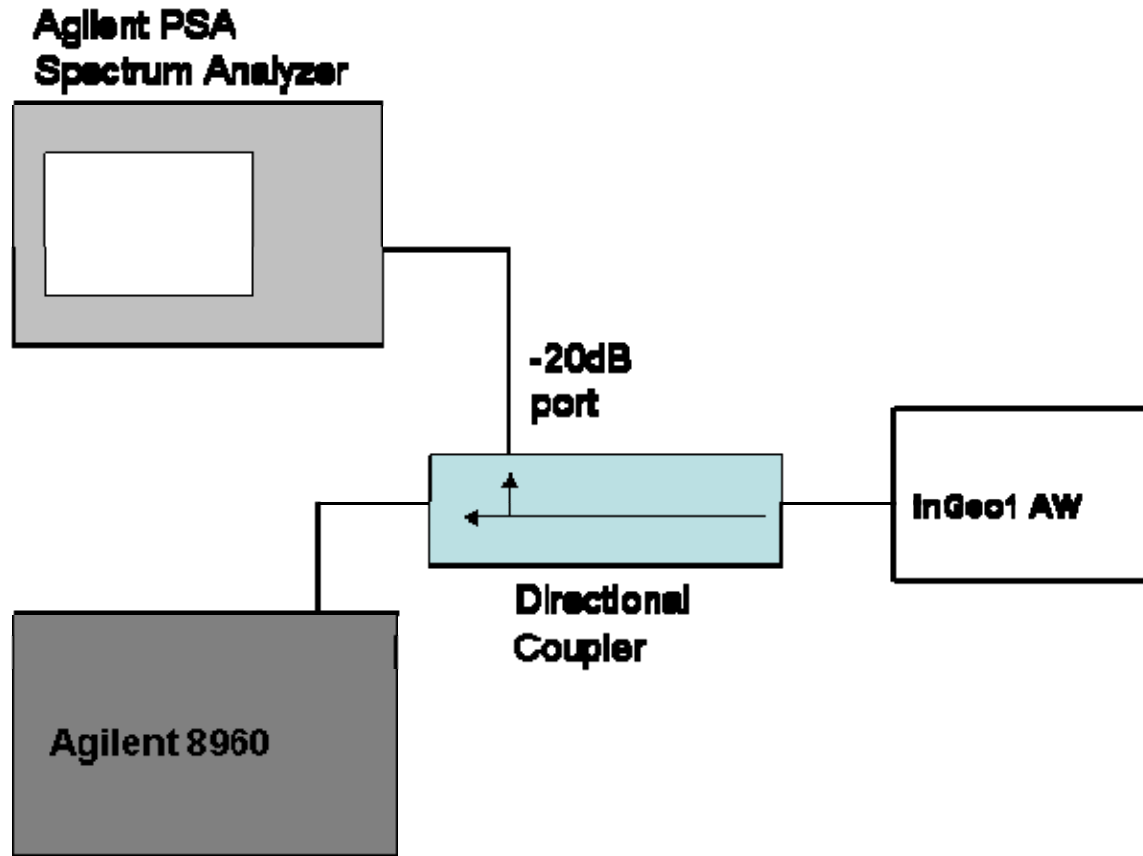 Agilent PSA
Spectrum Analyzer
-20dB
port
InGeo1 AW
Directional
Coupler
Agilent 8960